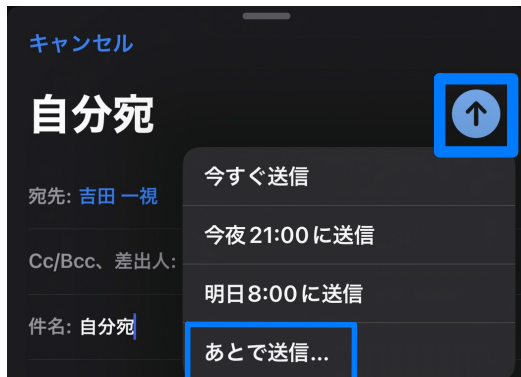 キャンセル
自分宛
今すぐ送信
宛先: 吉田 一視
今夜21:00に送信
Cc/Bcc、差出人:
明日8:00に送信
件名: 自分宛
あとで送信...